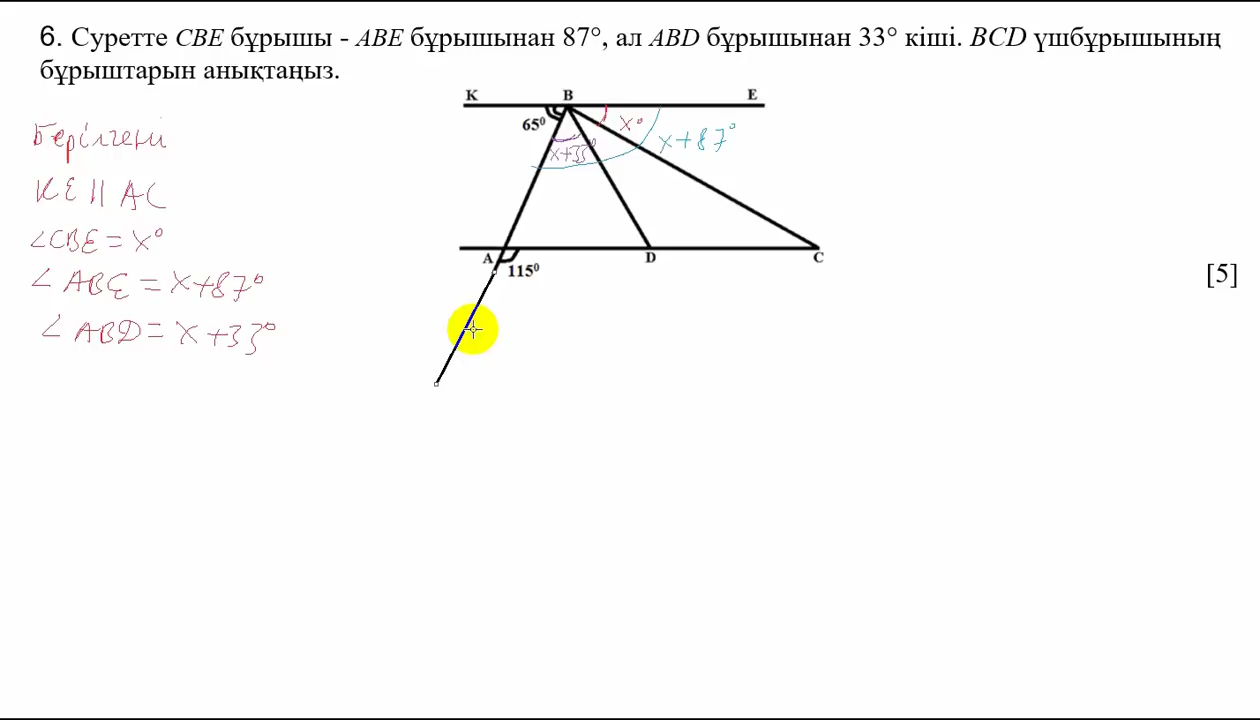 6. Суретте CBE бұрышы - ABE бұрышынан 87°, ал ABD бұрышынан 33° кіші. BCD үшбұрышының
бұрыштарын анықтаңыз.
K B E
65⁰ x° x+87°
x+33°
A D C
115⁰
[5]
Берілгені
KE || AC
∠CBE = x°
∠ABE = x+87°
∠ABD = x+33°